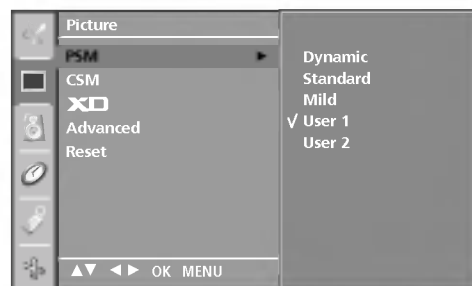 Picture
PSM
CSM
XD
Advanced
Reset
▲▼ ◄► OK MENU
Dynamic
Standard
Mild
√ User 1
User 2